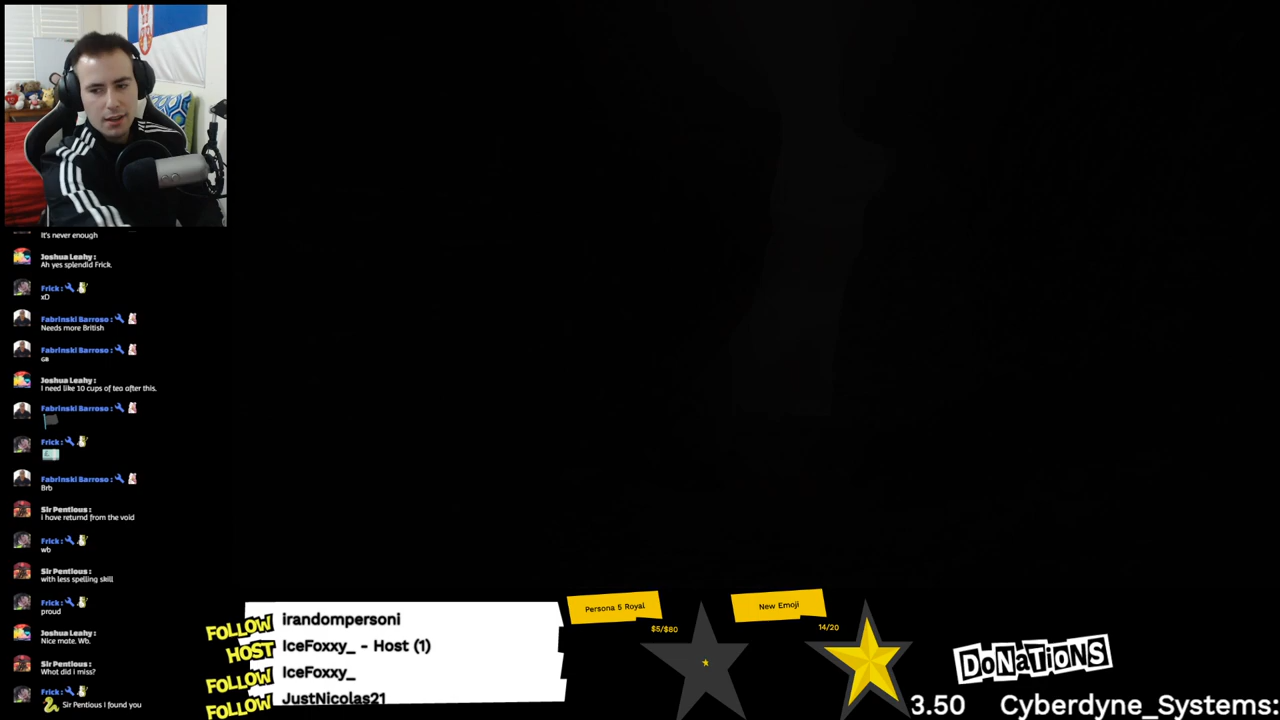 It's never enough
Joshua Leahy :
Ah yes splendid Frick.
Frick :
xD
Fabrinski Barroso :
Needs more British
Fabrinski Barroso :
GB
Joshua Leahy :
I need like 10 cups of tea after this.
Fabrinski Barroso :
Frick :
Fabrinski Barroso :
Brb
Sir Pentious :
i have returnd from the void
Frick :
wb
Sir Pentious :
with less spelling skill
Frick :
proud
Joshua Leahy :
Nice mate. Wb.
Sir Pentious :
Whot did i miss?
Frick :
Sir Pentious I found you
FOLLOW irandompersoni
HOST IceFoxxy_ - Host (1)
FOLLOW IceFoxxy_
FOLLOW JustNicolas21
Persona 5 Royal
$5/$80
New Emoji
14/20
DoNaTiONS
3.50 Cyberdyne_Systems: